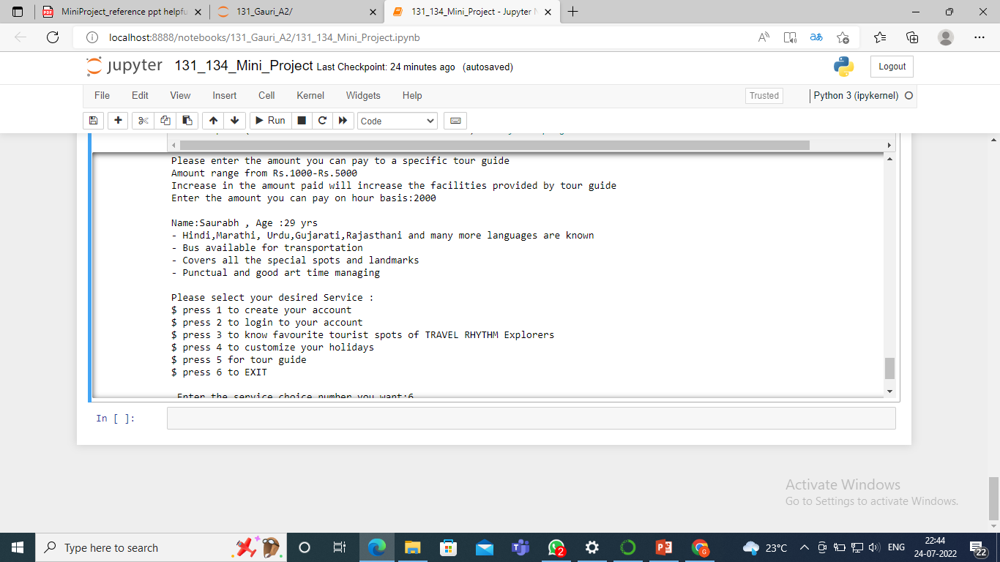 MiniProject_reference ppt helpfu
131_Gauri_A2/
131_134_Mini_Project - Jupyter N
localhost:8888/notebooks/131_Gauri_A2/131_134_Mini_Project.ipynb
jupyter 131_134_Mini_Project Last Checkpoint: 24 minutes ago (autosaved)
Logout
File Edit View Insert Cell Kernel Widgets Help
Trusted
Python 3 (ipykernel)
Run
Code
Please enter the amount you can pay to a specific tour guide
Amount range from Rs.1000-Rs.5000
Increase in the amount paid will increase the facilities provided by tour guide
Enter the amount you can pay on hour basis:2000
Name:Saurabh , Age :29 yrs
- Hindi,Marathi, Urdu,Gujarati,Rajasthani and many more languages are known
- Bus available for transportation
- Covers all the special spots and landmarks
- Punctual and good art time managing
Please select your desired Service :
$ press 1 to create your account
$ press 2 to login to your account
$ press 3 to know favourite tourist spots of TRAVEL RHYTHM Explorers
$ press 4 to customize your holidays
$ press 5 for tour guide
$ press 6 to EXIT
Enter the service choice number you want:6
In [ ]:
Activate Windows
Go to Settings to activate Windows.
Type here to search
2
G
23°C
ENG
22:44
24-07-2022
22